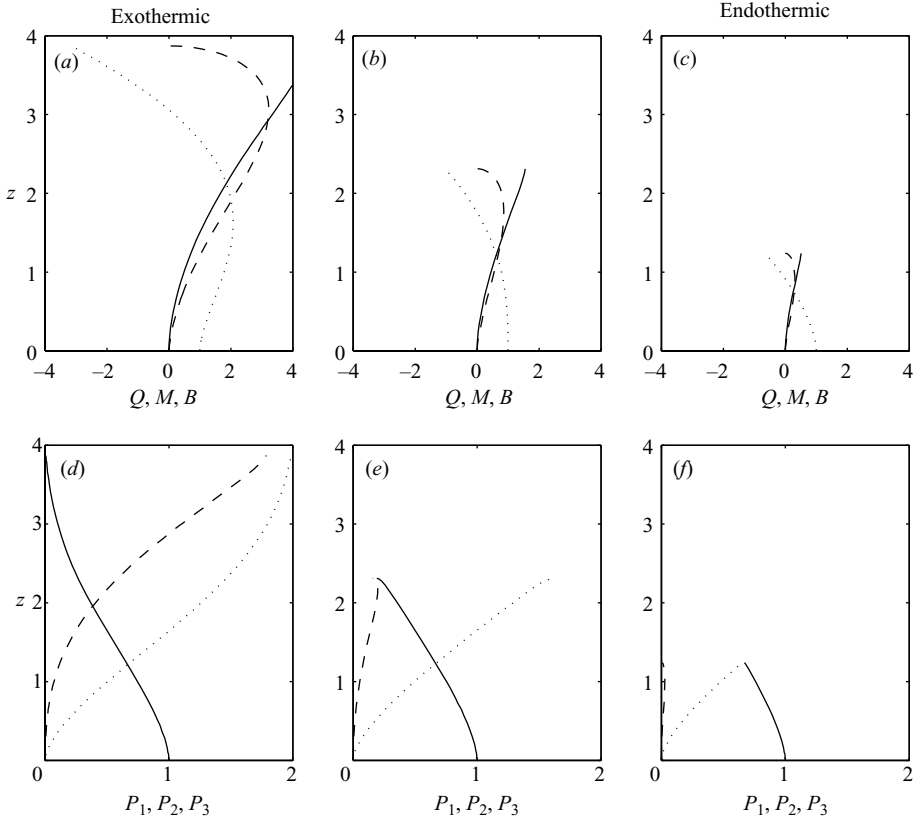 Exothermic
Endothermic
4
(a)
3
z
2
1
0
–4 –2 0 2 4
Q, M, B
4
(b)
3
2
1
0
–4 –2 0 2 4
Q, M, B
4
(c)
3
2
1
0
–4 –2 0 2 4
Q, M, B
4
(d)
3
z
2
1
0 1 2
P1, P2, P3
4
(e)
3
2
1
0 1 2
P1, P2, P3
4
(f)
3
2
1
0 1 2
P1, P2, P3